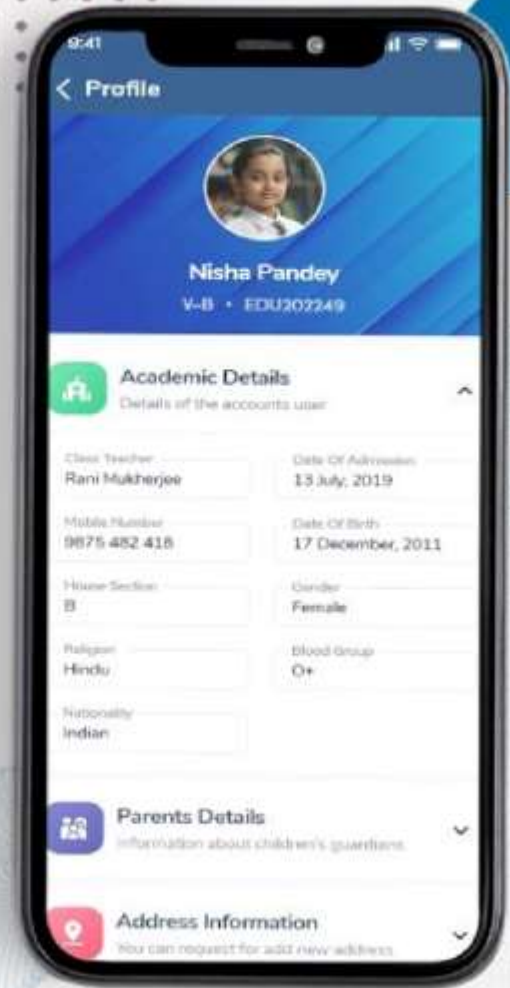 9:41
Profile
Nisha Pandey
V-B • EDU202249
Academic Details
Details of the accounts user
Class Teacher
Rani Mukherjee
Date Of Admission
13 July, 2019
Mobile Number
9875 482 418
Date Of Birth
17 December, 2011
House Section
B
Gender
Female
Religion
Hindu
Blood Group
O+
Nationality
Indian
Parents Details
Information about children's guardians
Address Information
You can request for add new address